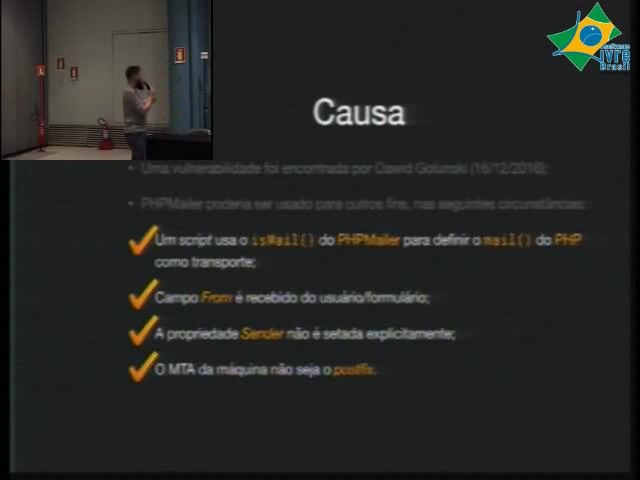 ivre
Brasil
Causa
• Uma vulnerabilidade foi encontrada por Dawid Golunski (16/12/2016);
• PHPMailer poderia ser usado para outros fins, nas seguintes circunstâncias:
Um script usa o isMail() do PHPMailer para definir o mail() do PHP
como transporte;
Campo From é recebido do usuário/formulário;
A propriedade Sender não é setada explicitamente;
O MTA da máquina não seja o postfix.